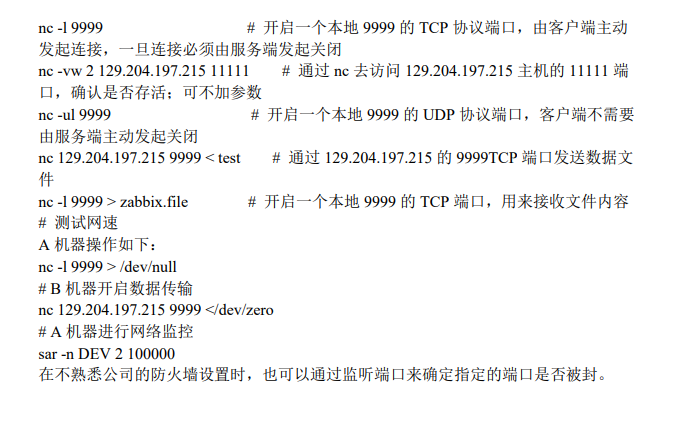 nc -l 9999 # 开启一个本地 9999 的 TCP 协议端口，由客户端主动
发起连接，一旦连接必须由服务端发起关闭
nc -vw 2 129.204.197.215 11111 # 通过 nc 去访问 129.204.197.215 主机的 11111 端
口，确认是否存活；可不加参数
nc -ul 9999 # 开启一个本地 9999 的 UDP 协议端口，客户端不需要
由服务端主动发起关闭
nc 129.204.197.215 9999 < test # 通过 129.204.197.215 的 9999TCP 端口发送数据文
件
nc -l 9999 > zabbix.file # 开启一个本地 9999 的 TCP 端口，用来接收文件内容
# 测试网速
A 机器操作如下：
nc -l 9999 > /dev/null
# B 机器开启数据传输
nc 129.204.197.215 9999 </dev/zero
# A 机器进行网络监控
sar -n DEV 2 100000
在不熟悉公司的防火墙设置时，也可以通过监听端口来确定指定的端口是否被封。